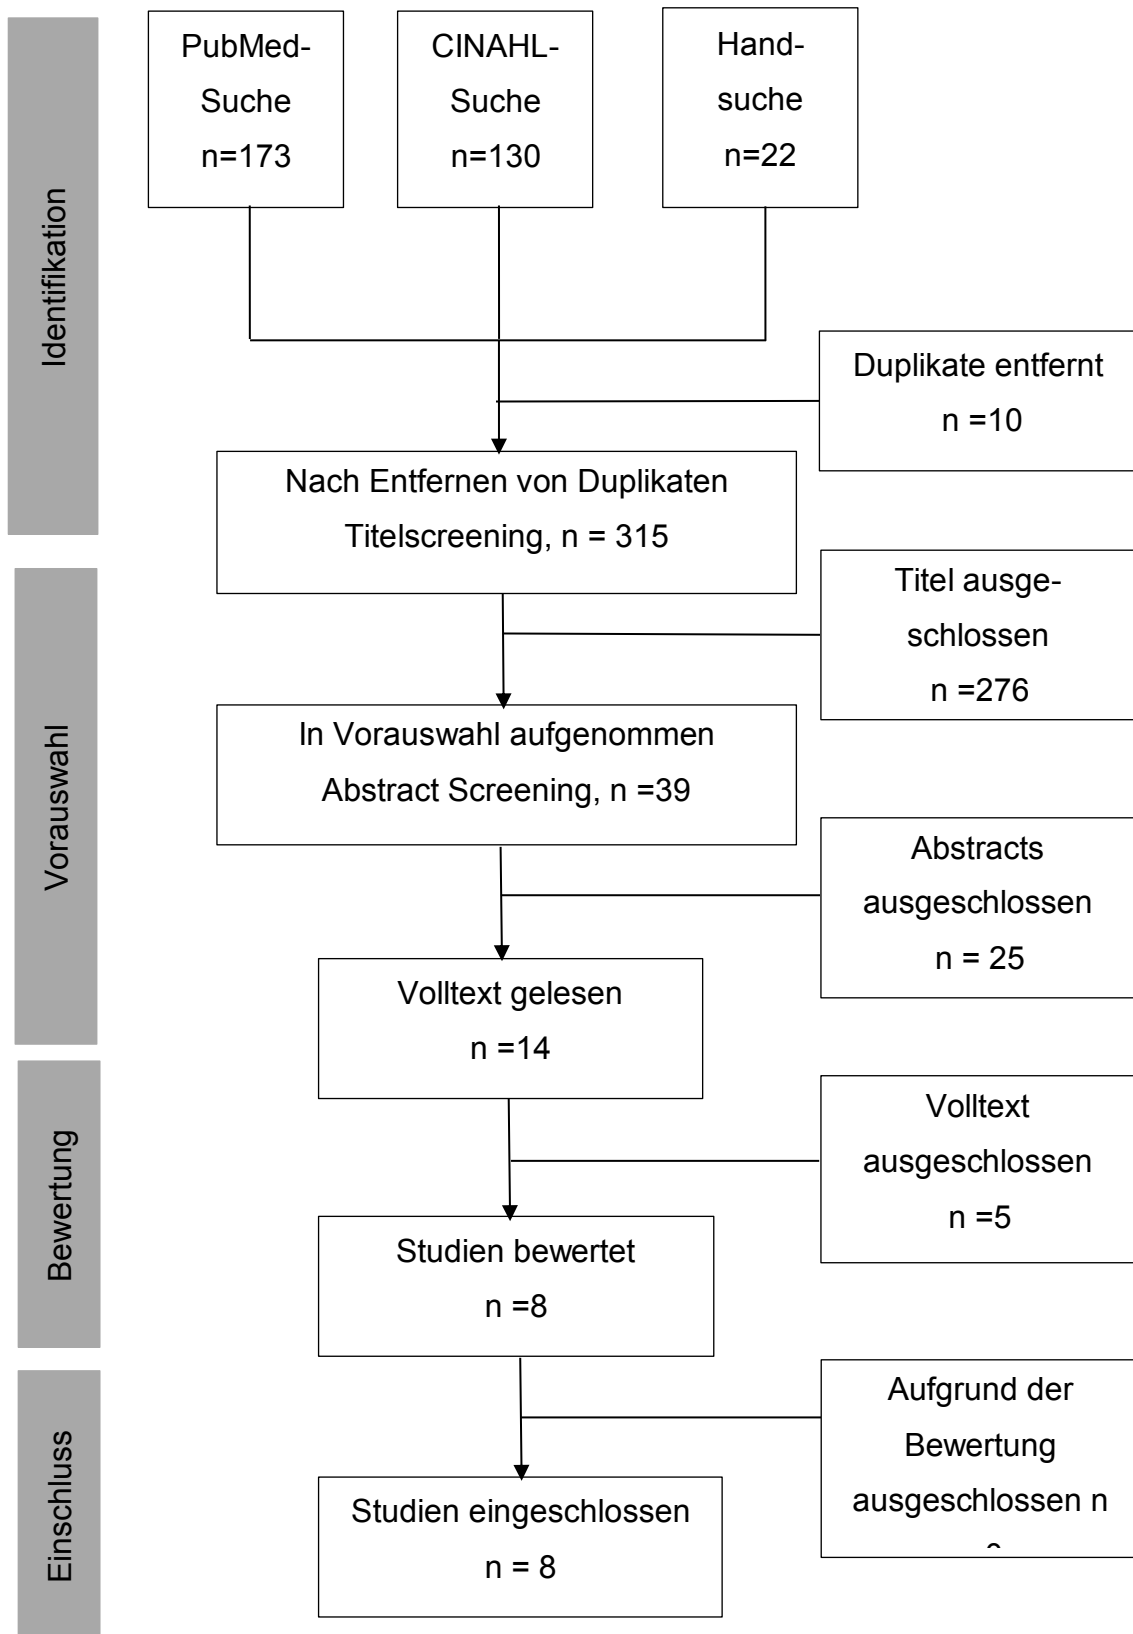 PubMed-
Suche
n=173
CINAHL-
Suche
n=130
Hand-
suche
n=22
Identifikation
Duplikate entfernt
n =10
Nach Entfernen von Duplikaten
Titelscreening, n = 315
Titel ausge-
schlossen
n =276
Vorauswahl
In Vorauswahl aufgenommen
Abstract Screening, n =39
Abstracts
ausgeschlossen
n = 25
Volltext gelesen
n =14
Bewertung
Volltext
ausgeschlossen
n =5
Studien bewertet
n =8
Einschluss
Aufgrund der
Bewertung
ausgeschlossen n
Studien eingeschlossen
n = 8